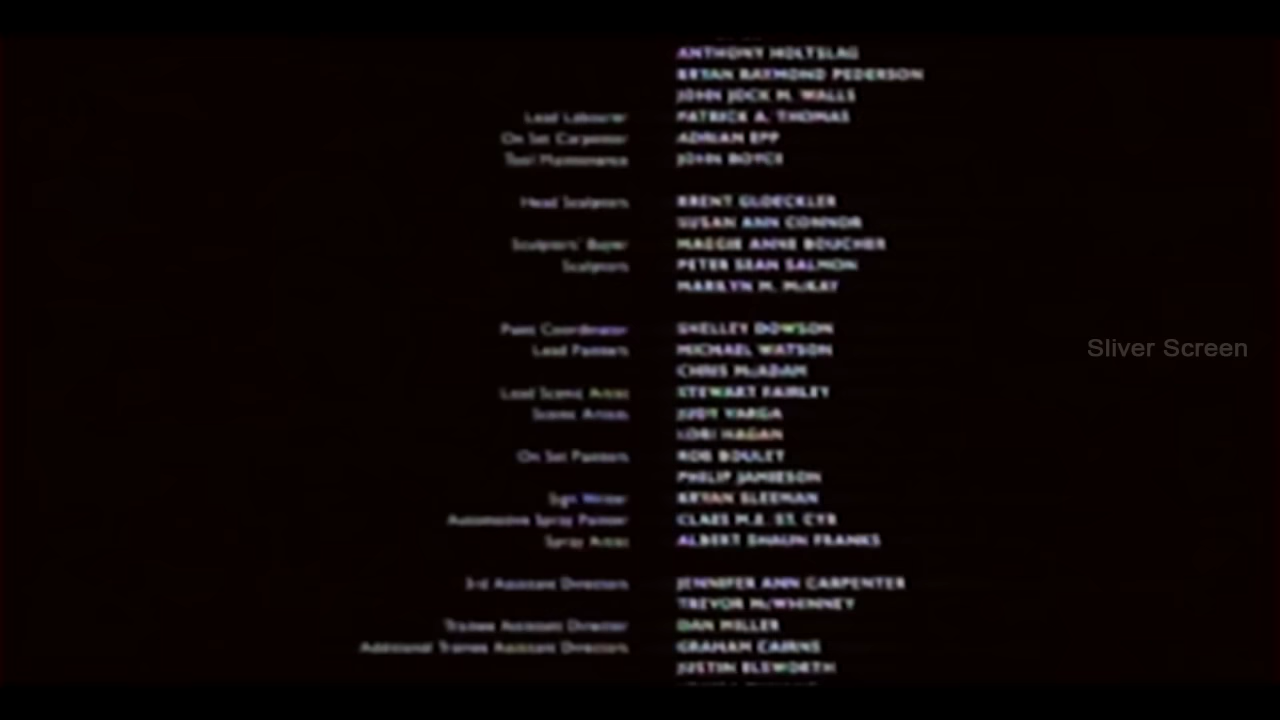 ANTHONY HOLTSLAG
BRYAN RAYMOND PEDERSON
JOHN JOCK M. WALLS
Lead Labourer PATRICK A. THOMAS
On Set Carpenter ADRIAN EPP
Tool Maintenance JOHN BOYCE
Head Sculptors BRENT GLOECKLER
SUSAN ANN CONNOR
Sculptors' Buyer MAGGIE ANNE BOUCHER
Sculptors PETER SEAN SALMON
MARILYN M. McKAY
Paint Coordinator SHELLEY DOWSON
Lead Painters MICHAEL WATSON
CHRIS McADAM
Lead Scenic Artist STEWART FAIRLEY
Scenic Artists JUDY VARGA
LORI HAGAN
On Set Painters ROB BOULET
PHILIP JAMIESON
Sign Writer BRYAN SLEEMAN
Automotive Spray Painter CLAES M.E. ST. CYR
Spray Artist ALBERT SHAUN FRANKS
3rd Assistant Directors JENNIFER ANN CARPENTER
TREVOR McWHINNEY
Trainee Assistant Director DAN MILLER
Additional Trainee Assistant Directors GRAHAM CAIRNS
JUSTIN ELSWORTH
Sliver Screen